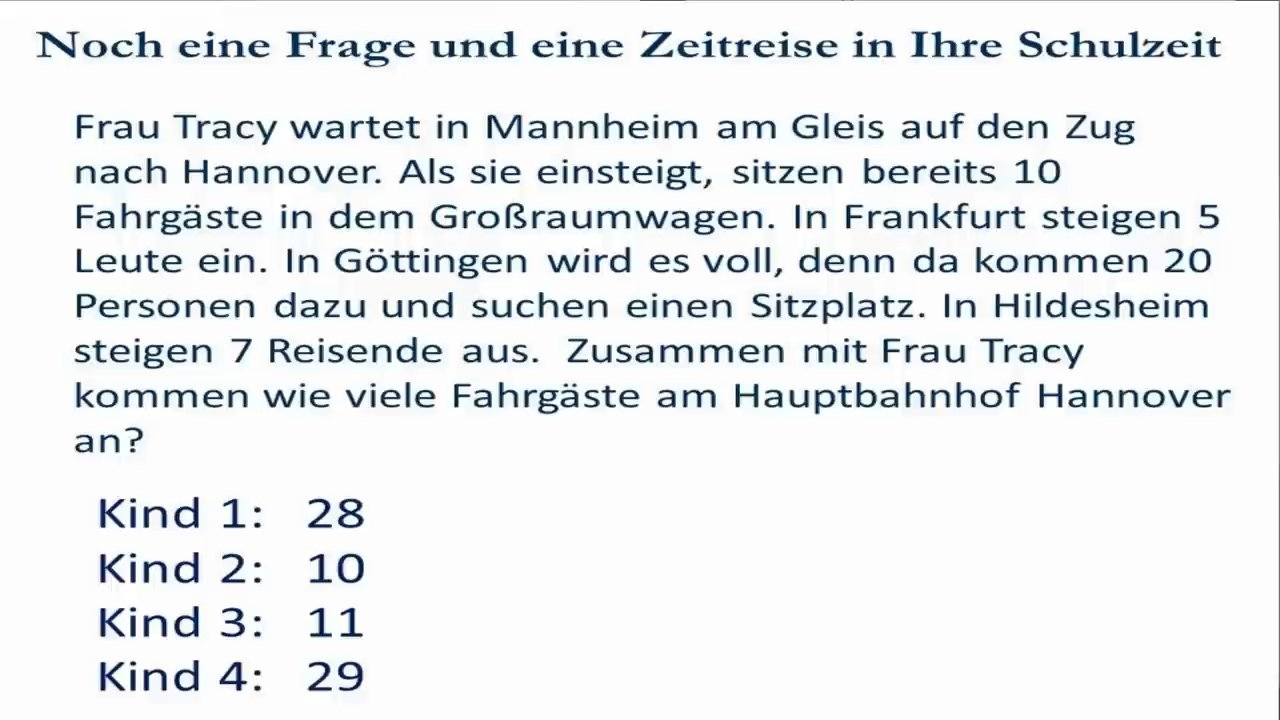 Noch eine Frage und eine Zeitreise in Ihre Schulzeit
Frau Tracy wartet in Mannheim am Gleis auf den Zug
nach Hannover. Als sie einsteigt, sitzen bereits 10
Fahrgäste in dem Großraumwagen. In Frankfurt steigen 5
Leute ein. In Göttingen wird es voll, denn da kommen 20
Personen dazu und suchen einen Sitzplatz. In Hildesheim
steigen 7 Reisende aus. Zusammen mit Frau Tracy
kommen wie viele Fahrgäste am Hauptbahnhof Hannover
an?
Kind 1: 28
Kind 2: 10
Kind 3: 11
Kind 4: 29